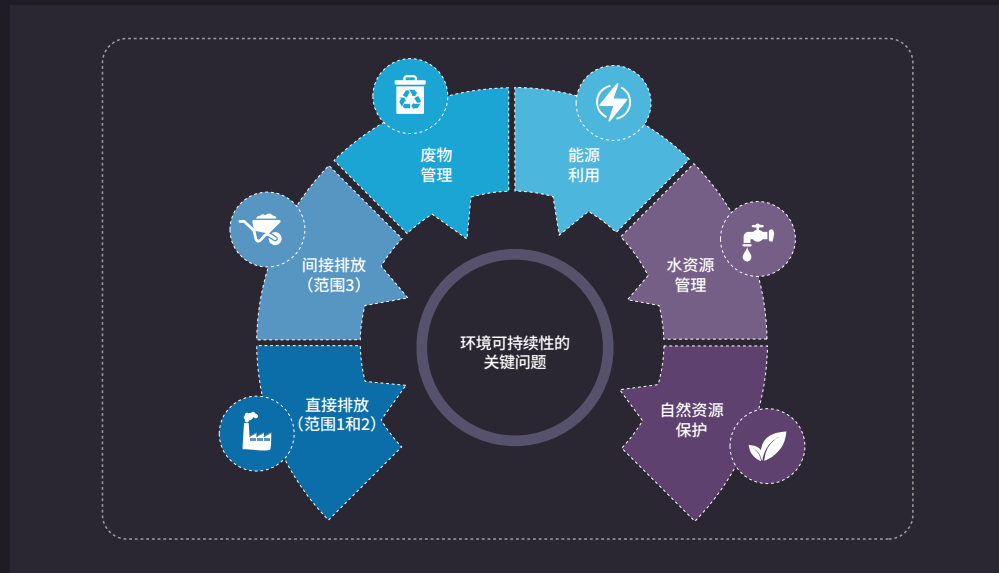 废物
管理
能源
利用
间接排放
（范围3）
水资源
管理
环境可持续性的
关键问题
直接排放
（范围1和2）
自然资源
保护